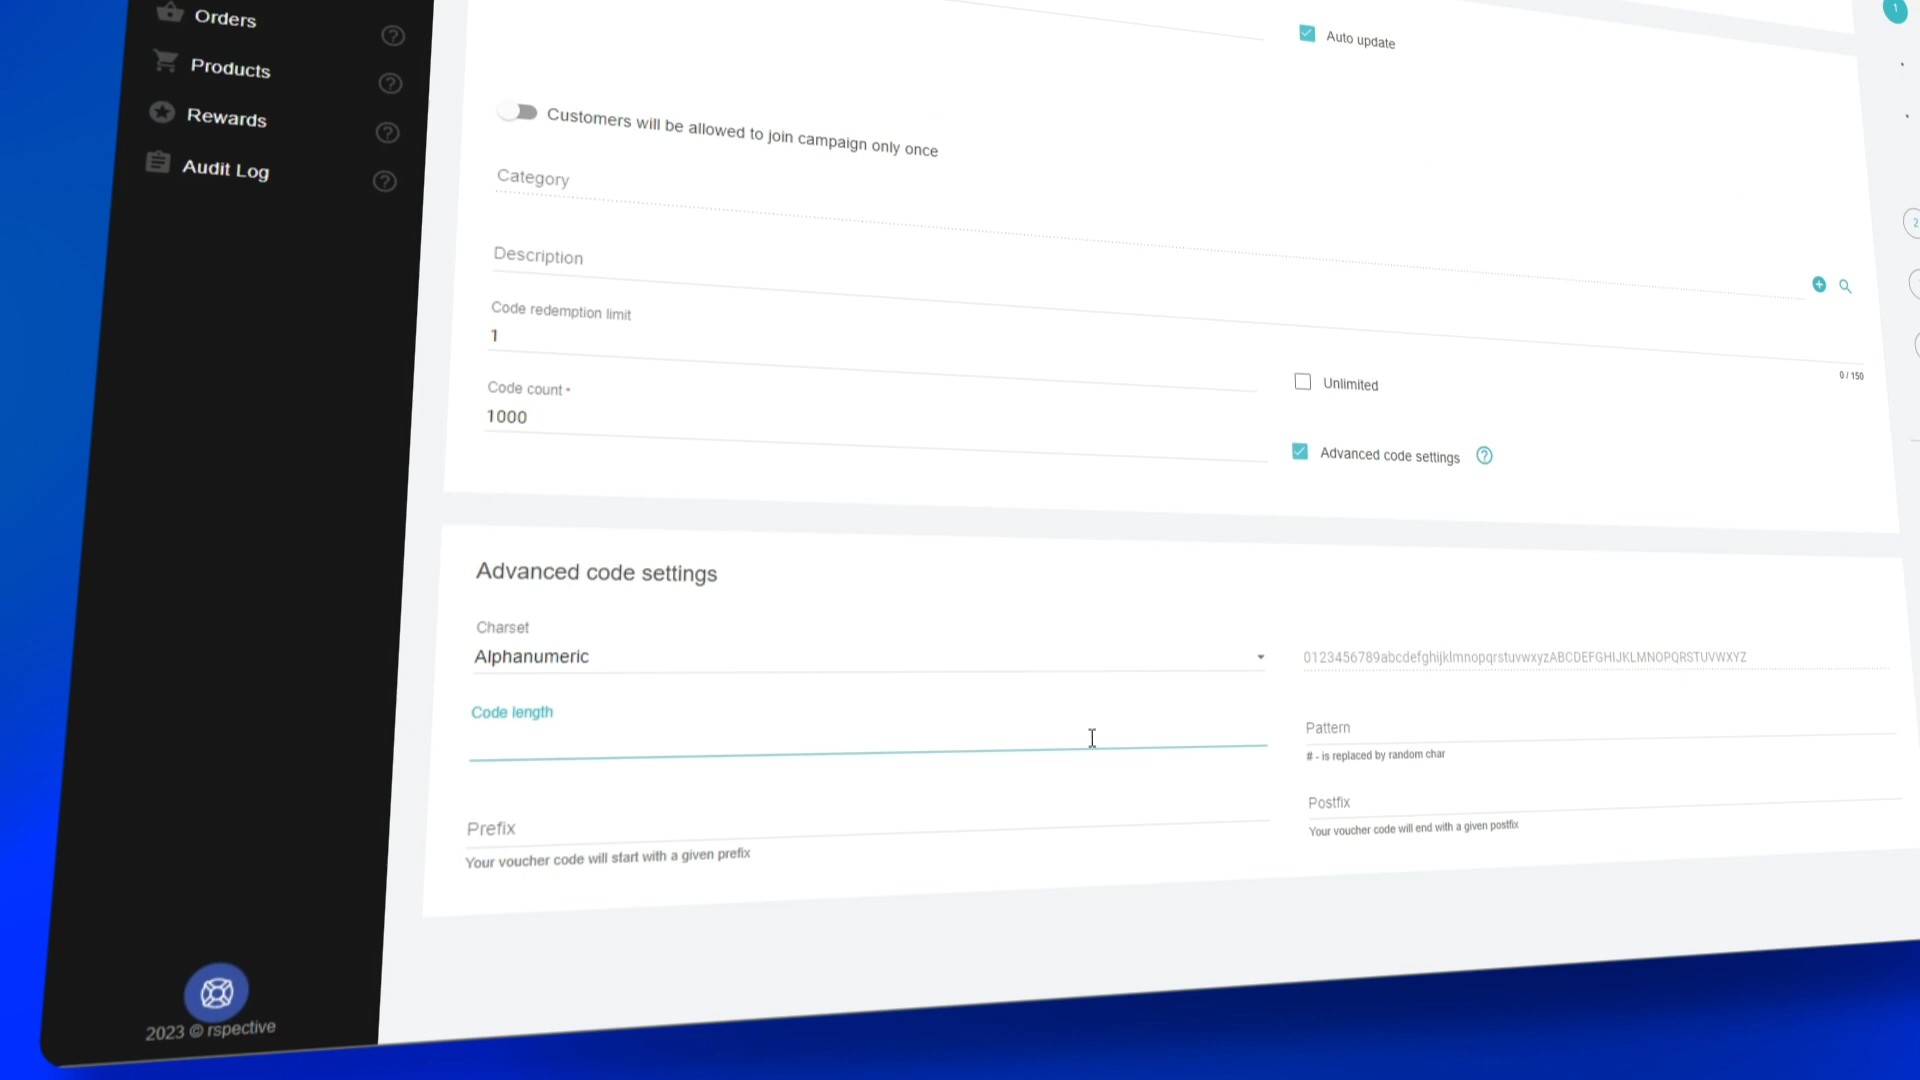 Orders
Products
Rewards
Audit Log
2023 © rspective
Auto update
Customers will be allowed to join campaign only once
Category
Description
0 / 150
Code redemption limit
1
Unlimited
Code count *
1000
Advanced code settings
Advanced code settings
Charset
Alphanumeric
0123456789abcdefghijklmnopqrstuvwxyzABCDEFGHIJKLMNOPQRSTUVWXYZ
Code length
Pattern
# - is replaced by random char
Prefix
Your voucher code will start with a given prefix
Postfix
Your voucher code will end with a given postfix
1
2